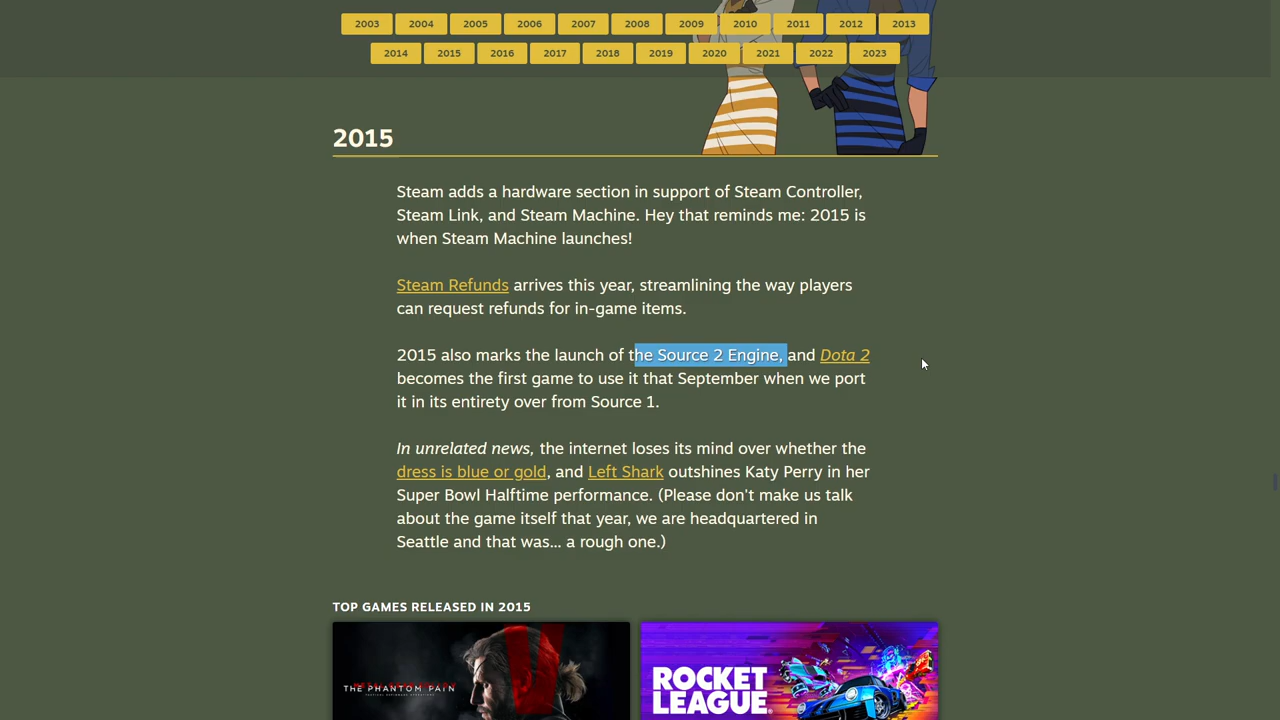 2003 2004 2005 2006 2007 2008 2009 2010 2011 2012 2013
2014 2015 2016 2017 2018 2019 2020 2021 2022 2023
2015
Steam adds a hardware section in support of Steam Controller,
Steam Link, and Steam Machine. Hey that reminds me: 2015 is
when Steam Machine launches!
Steam Refunds arrives this year, streamlining the way players
can request refunds for in-game items.
2015 also marks the launch of the Source 2 Engine, and Dota 2
becomes the first game to use it that September when we port
it in its entirety over from Source 1.
In unrelated news, the internet loses its mind over whether the
dress is blue or gold, and Left Shark outshines Katy Perry in her
Super Bowl Halftime performance. (Please don't make us talk
about the game itself that year, we are headquartered in
Seattle and that was... a rough one.)
TOP GAMES RELEASED IN 2015
THE PHANTOM PAIN
ROCKET
LEAGUE